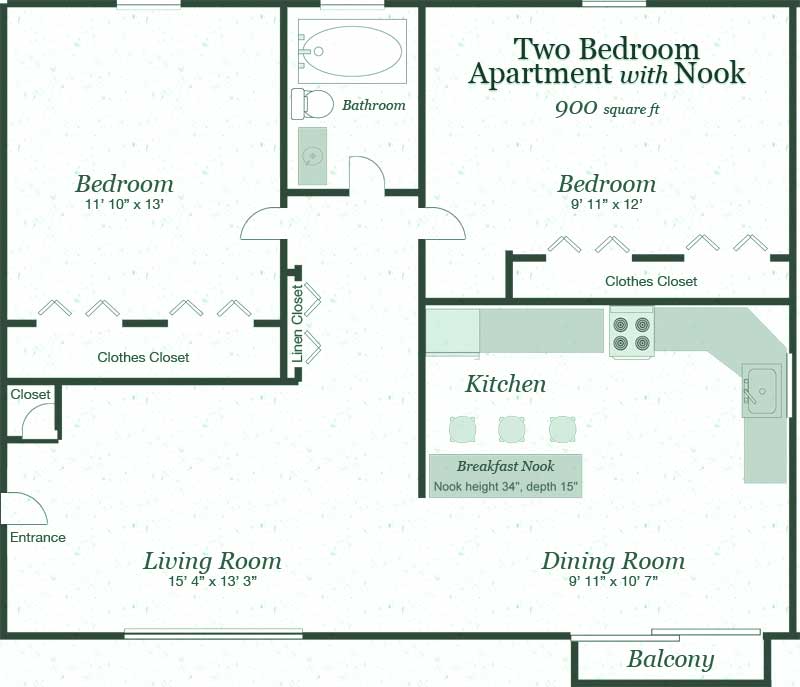 Two Bedroom
Apartment with Nook
900 square ft
Bathroom
Bedroom
11' 10" x 13'
Bedroom
9' 11" x 12'
Clothes Closet
Linen Closet
Clothes Closet
Closet
Kitchen
Breakfast Nook
Nook height 34", depth 15"
Entrance
Living Room
15' 4" x 13' 3"
Dining Room
9' 11" x 10' 7"
Balcony